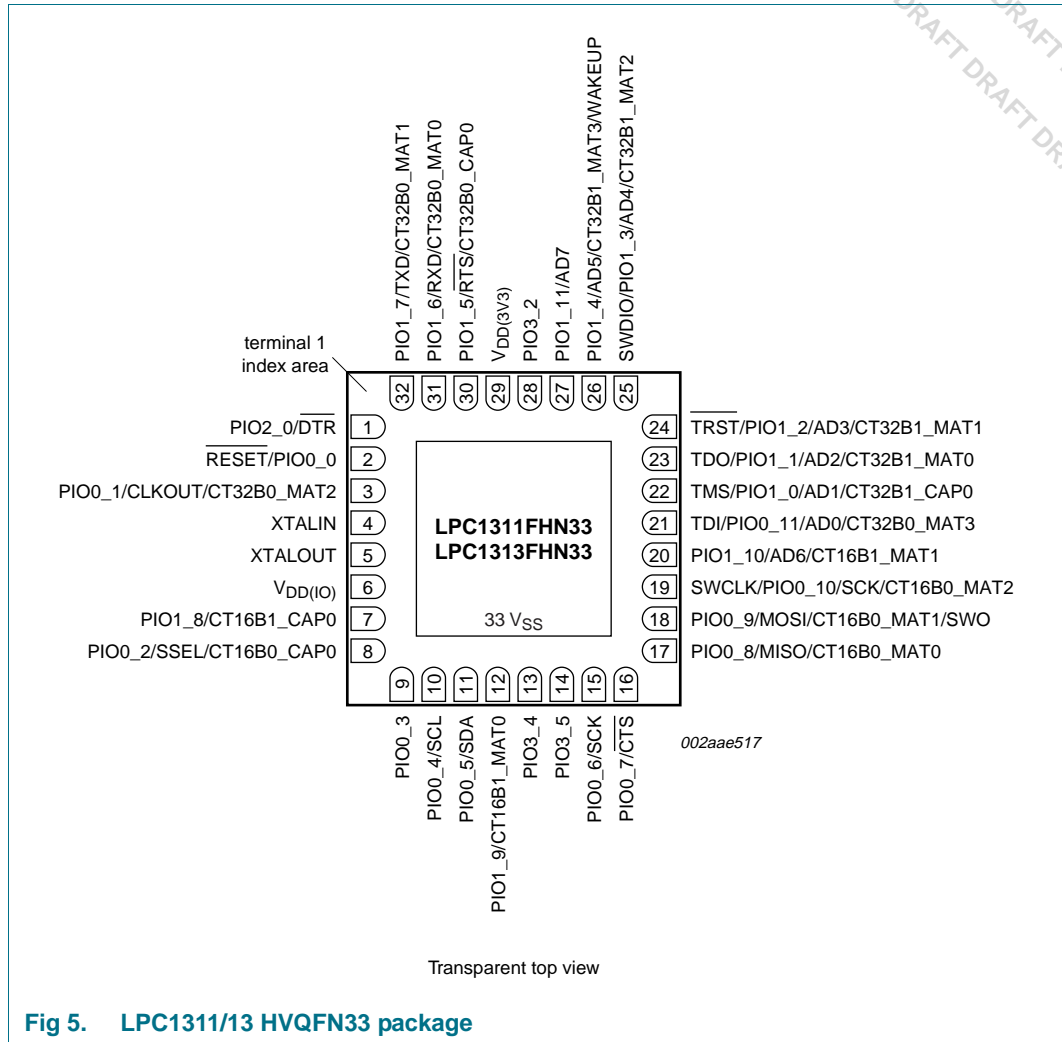 DRAFT DRAFT DRA
DRAFT DRAFT
PIO1_7/TXD/CT32B0_MAT1
PIO1_6/RXD/CT32B0_MAT0
PIO1_5/RTS/CT32B0_CAP0
VDD(3V3)
PIO3_2
PIO1_11/AD7
PIO1_4/AD5/CT32B1_MAT3/WAKEUP
SWDIO/PIO1_3/AD4/CT32B1_MAT2
terminal 1
index area
32
31
30
29
28
27
26
25
PIO2_0/DTR 1
RESET/PIO0_0 2
PIO0_1/CLKOUT/CT32B0_MAT2 3
XTALIN 4
XTALOUT 5
VDD(IO) 6
PIO1_8/CT16B1_CAP0 7
PIO0_2/SSEL/CT16B0_CAP0 8
LPC1311FHN33
LPC1313FHN33
33 VSS
24 TRST/PIO1_2/AD3/CT32B1_MAT1
23 TDO/PIO1_1/AD2/CT32B1_MAT0
22 TMS/PIO1_0/AD1/CT32B1_CAP0
21 TDI/PIO0_11/AD0/CT32B0_MAT3
20 PIO1_10/AD6/CT16B1_MAT1
19 SWCLK/PIO0_10/SCK/CT16B0_MAT2
18 PIO0_9/MOSI/CT16B0_MAT1/SWO
17 PIO0_8/MISO/CT16B0_MAT0
9
10
11
12
13
14
15
16
PIO0_3
PIO0_4/SCL
PIO0_5/SDA
PIO1_9/CT16B1_MAT0
PIO3_4
PIO3_5
PIO0_6/SCK
PIO0_7/CTS
002aae517
Transparent top view
Fig 5. LPC1311/13 HVQFN33 package